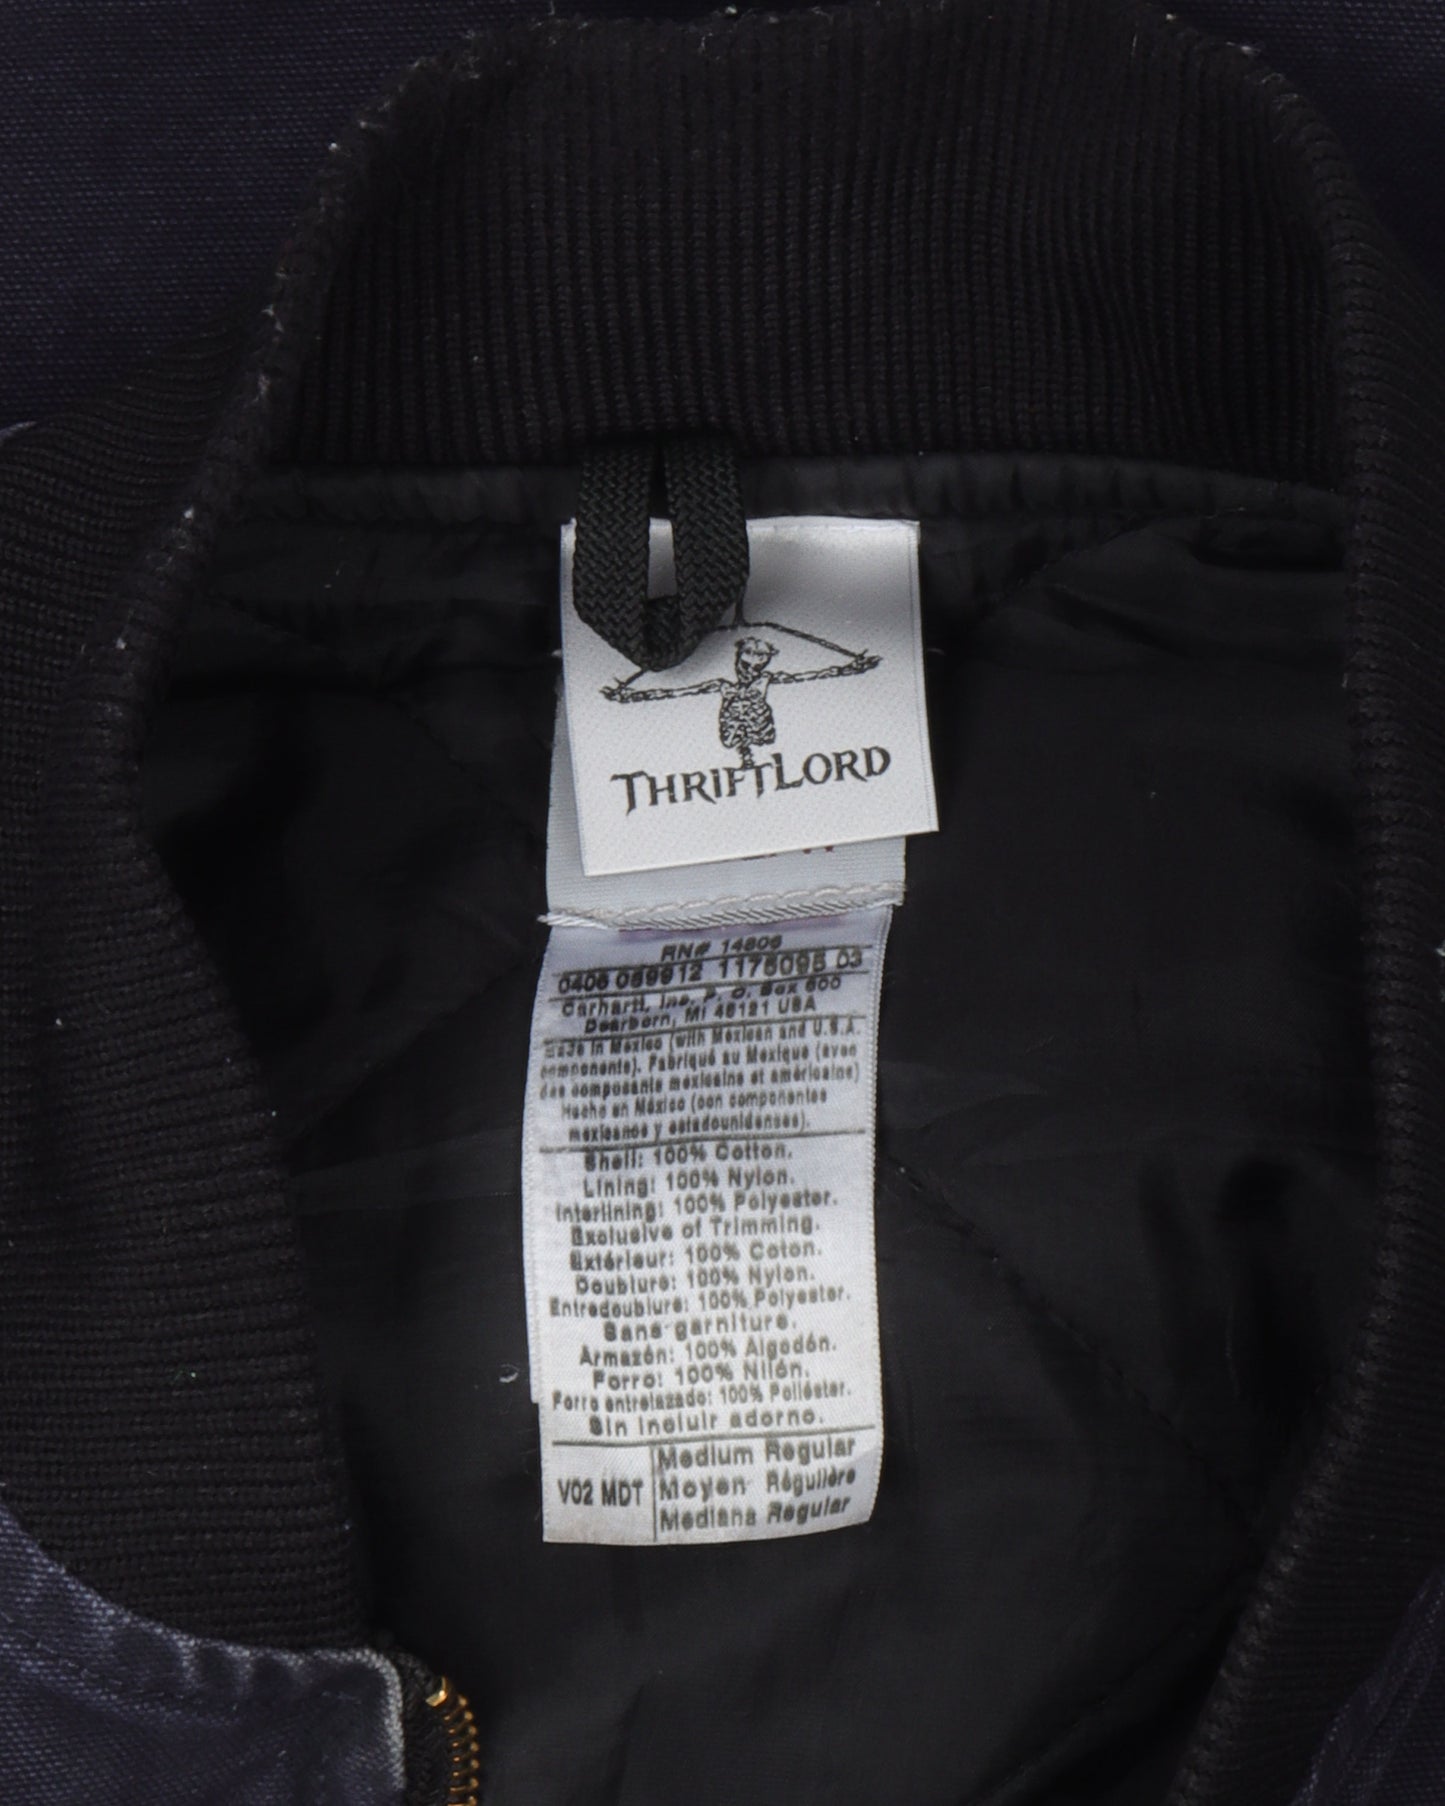 THRIFTLORD
RN# 14806
0406 089912 1175095 03
Carhartt, Inc. P. O. Box 600
Dearborn, MI 48121 USA
Made in Mexico (with Mexican and U.S.A.
components). Fabriqué au Mexique (avec
des composants mexicains et américains)
Hecho en México (con componentes
mexicanos y estadounidenses).
Shell: 100% Cotton.
Lining: 100% Nylon.
Interlining: 100% Polyester.
Exclusive of Trimming.
Extérieur: 100% Coton.
Doublure: 100% Nylon.
Entredoublure: 100% Polyester.
Sans garniture.
Armazón: 100% Algodón.
Forro: 100% Nilón.
Forro entrelazado: 100% Poliéster.
Sin incluir adorno.
V02 MDT
Medium Regular
Moyen Régulière
Mediana Regular